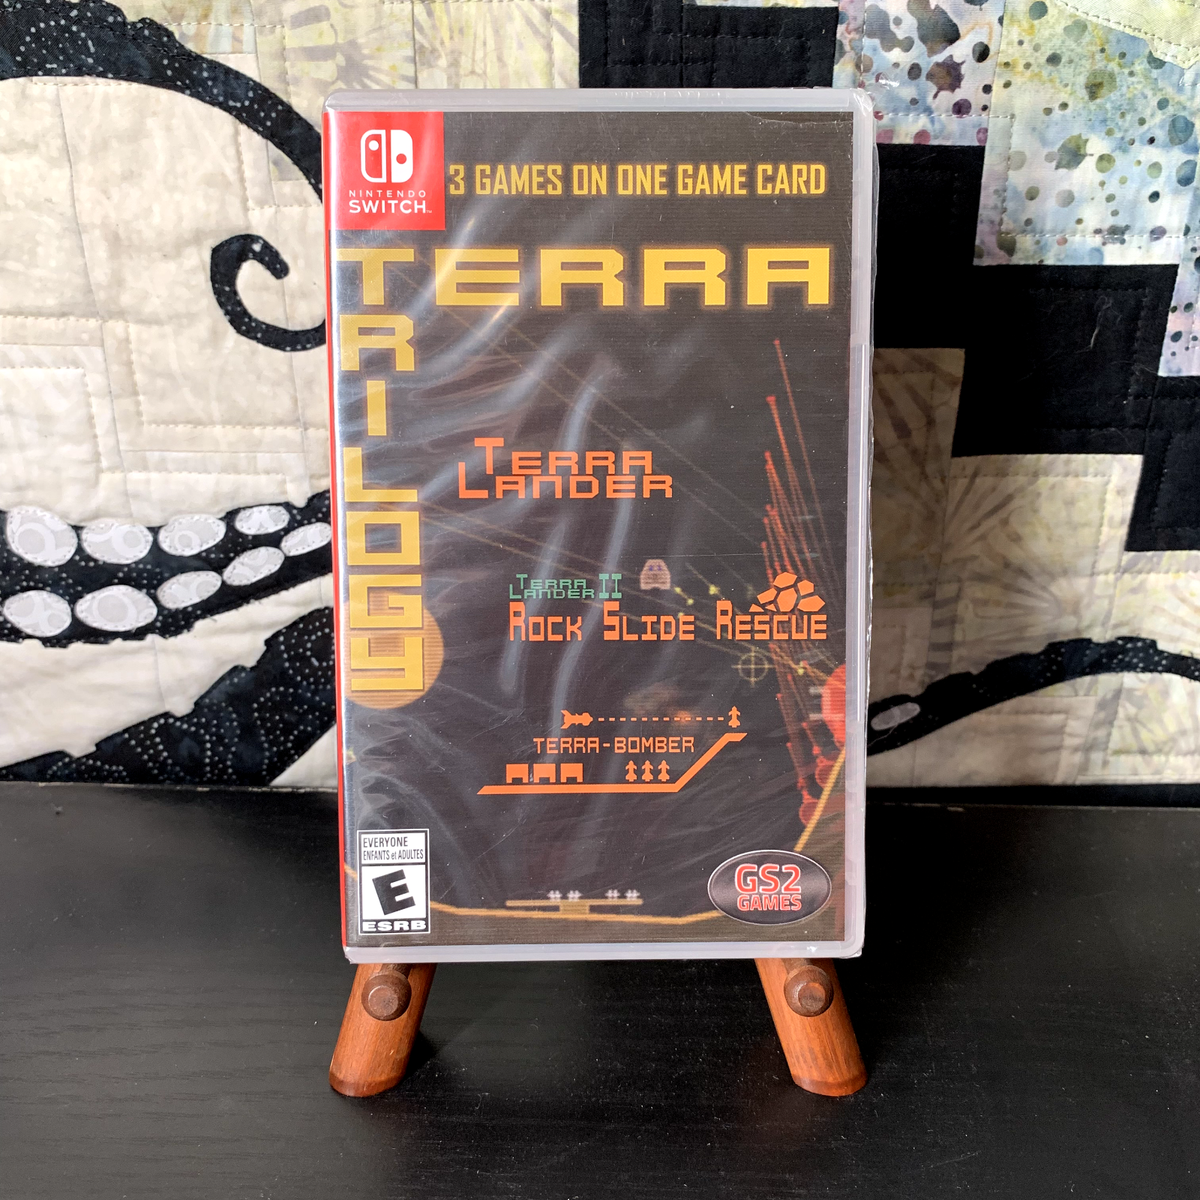 NINTENDO
SWITCH™
3 GAMES ON ONE GAME CARD
TERRA
TRILOGY
TERRA
LANDER
TERRA
LANDER II
ROCK SLIDE RESCUE
TERRA-BOMBER
EVERYONE
ENFANTS et ADULTES
E
ESRB
GS2
GAMES